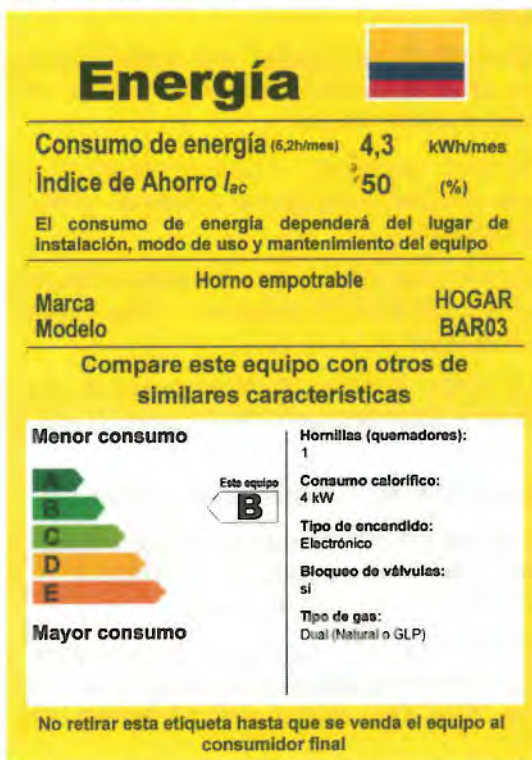 Energía
Consumo de energía (5,2h/mes) 4,3 kWh/mes
Índice de Ahorro Iac 50 (%)
El consumo de energía dependerá del lugar de
instalación, modo de uso y mantenimiento del equipo
Horno empotrable
Marca HOGAR
Modelo BAR03
Compare este equipo con otros de
similares características
Menor consumo
A
B
C
D
E
Mayor consumo
Este equipo
B
Hornillas (quemadores):
1
Consumo calorífico:
4 kW
Tipo de encendido:
Electrónico
Bloqueo de válvulas:
si
Tipo de gas:
Dual (Natural o GLP)
No retirar esta etiqueta hasta que se venda el equipo al
consumidor final